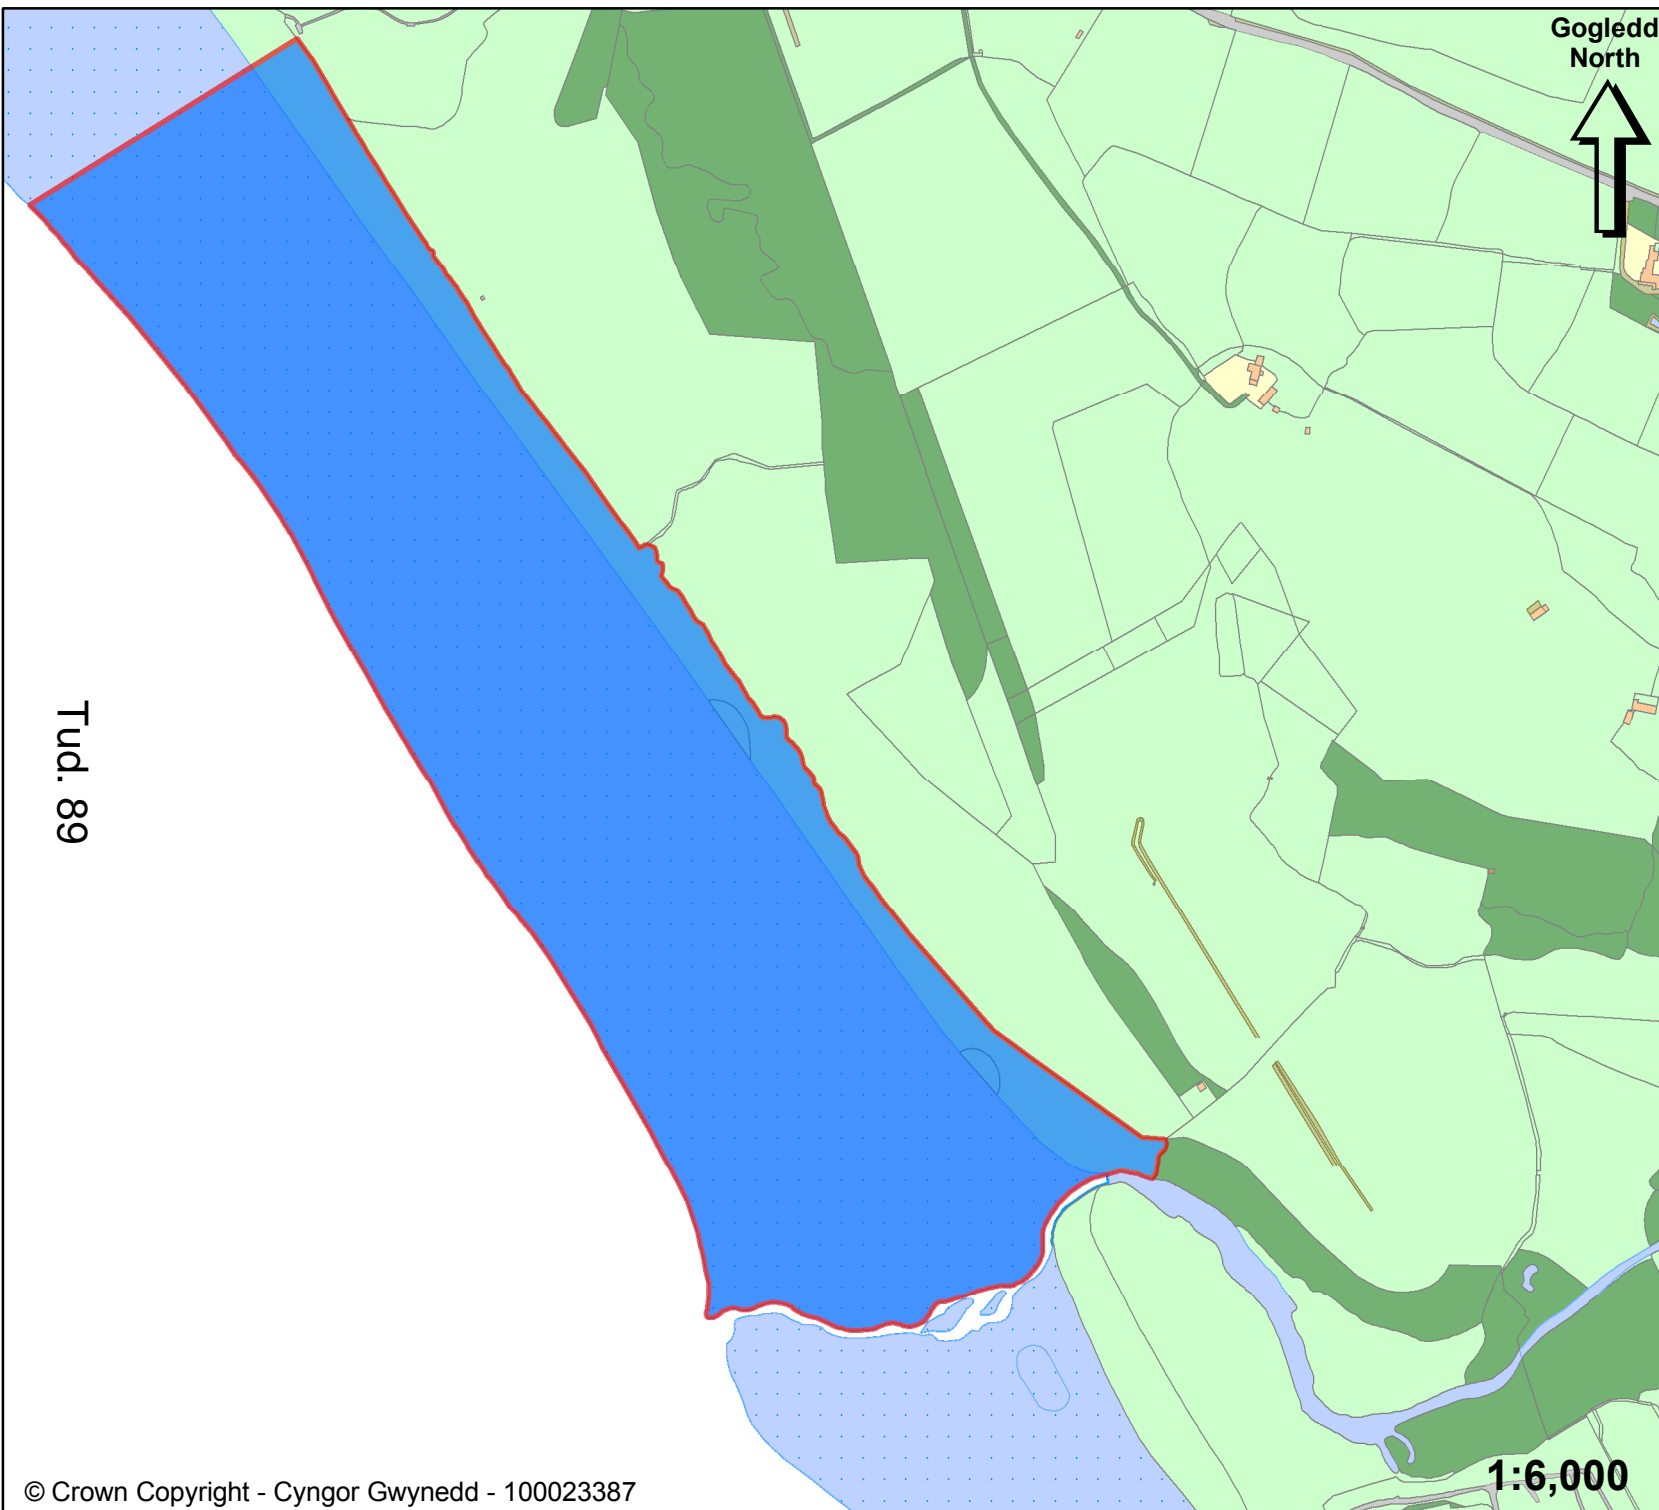 Gogledd
North
Tud. 89
© Crown Copyright - Cyngor Gwynedd - 100023387
1:6,000